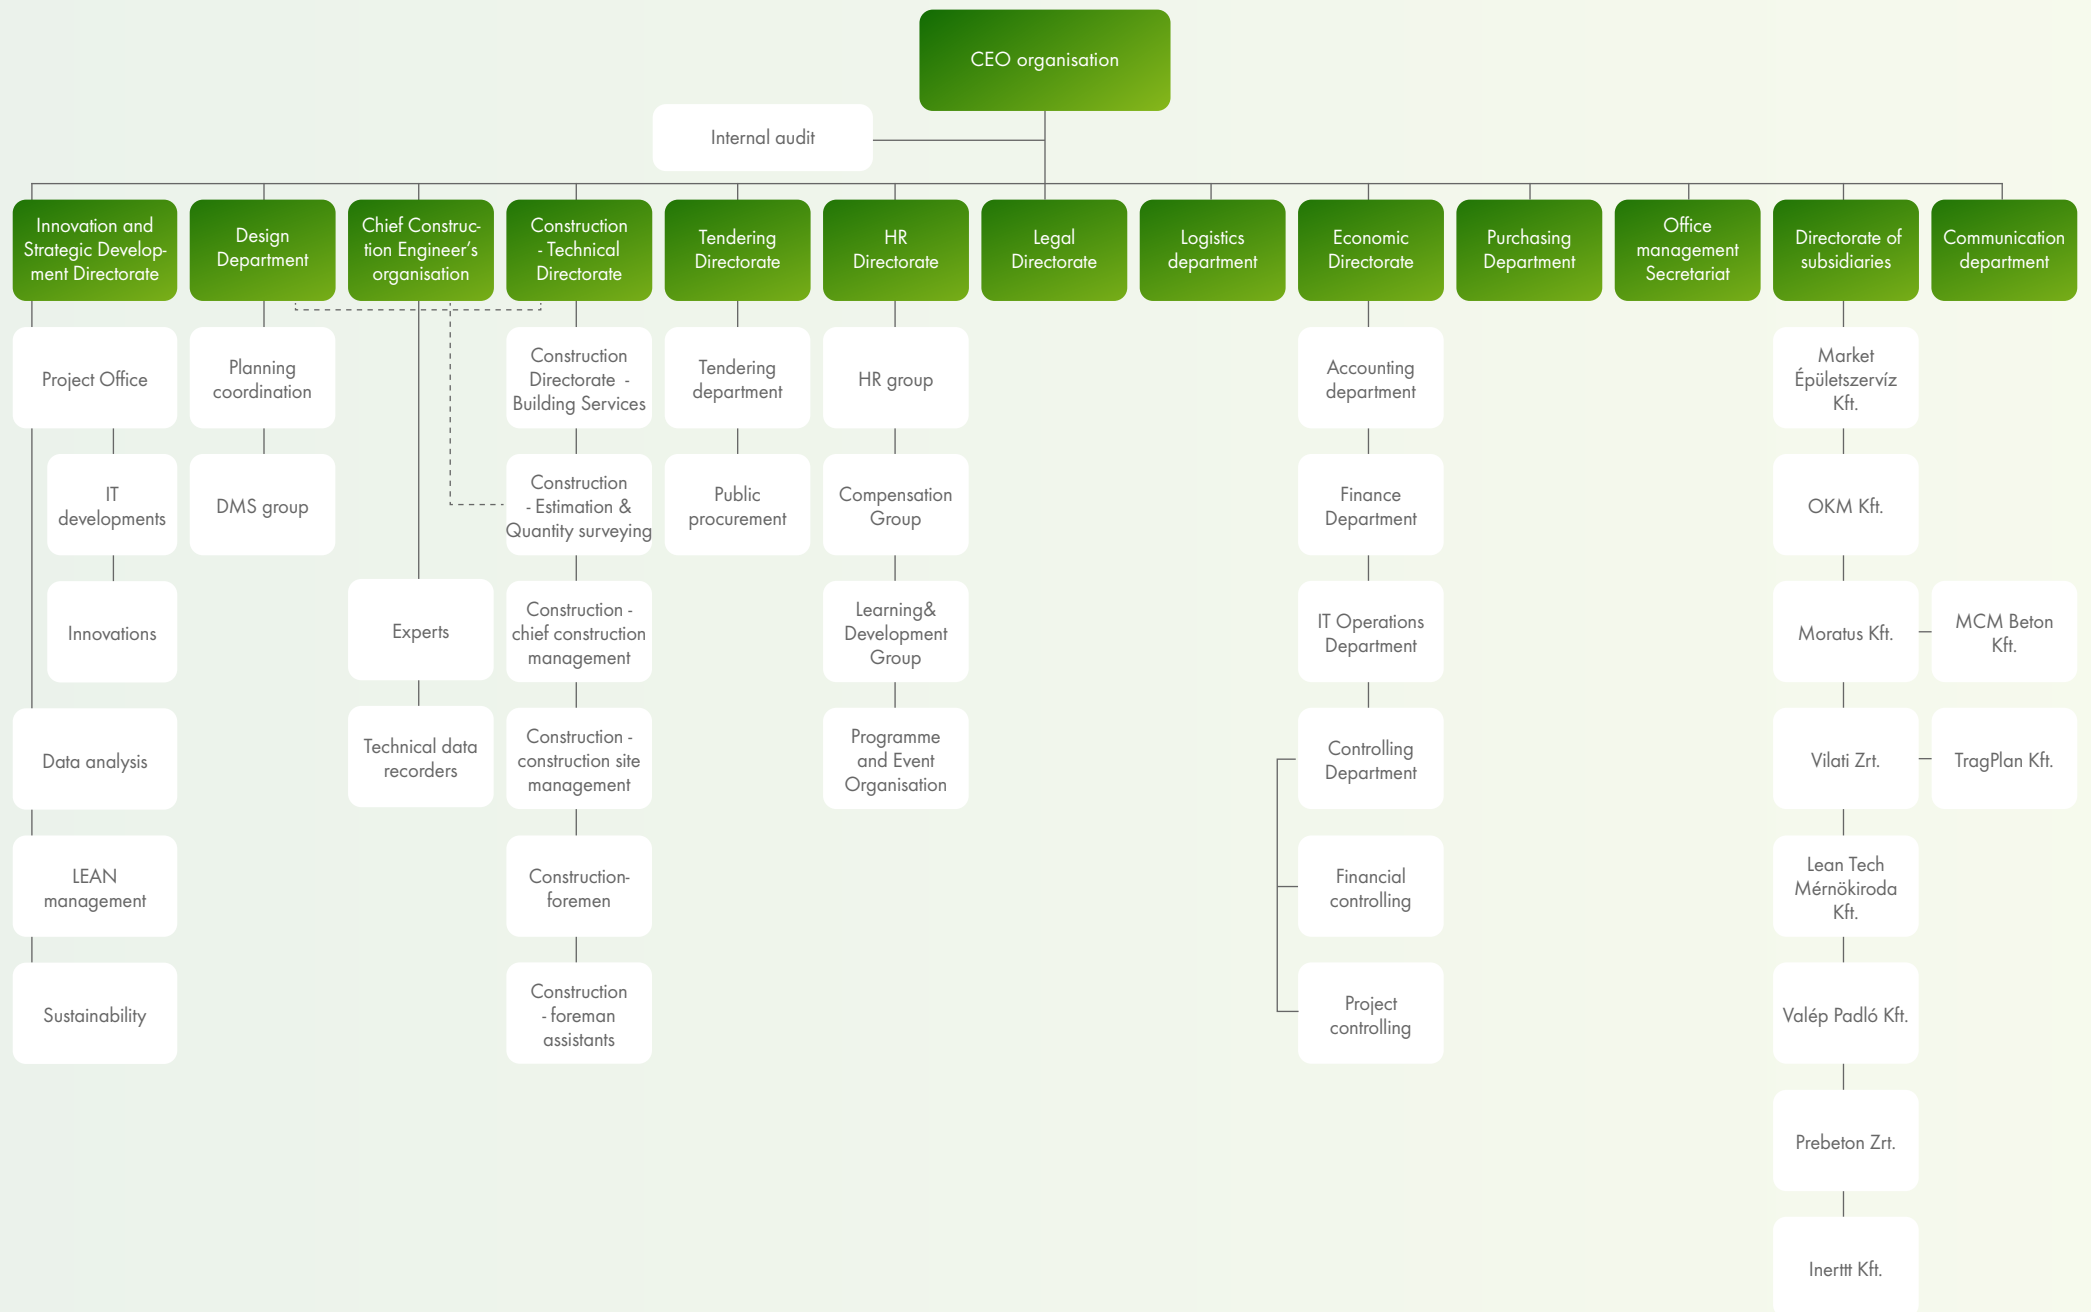 CEO organisation
Internal audit
Innovation and
Strategic Develop-
ment Directorate
Design
Department
Chief Construc-
tion Engineer's
organisation
Construction
- Technical
Directorate
Tendering
Directorate
HR
Directorate
Legal
Directorate
Logistics
department
Economic
Directorate
Purchasing
Department
Office
management
Secretariat
Directorate of
subsidiaries
Communication
department
Project Office
Planning
coordination
Construction
Directorate -
Building Services
Tendering
department
HR group
Accounting
department
Market
Épületszervíz
Kft.
IT
developments
DMS group
Construction
- Estimation &
Quantity surveying
Public
procurement
Compensation
Group
Finance
Department
OKM Kft.
Innovations
Experts
Construction -
chief construction
management
Learning&
Development
Group
IT Operations
Department
Moratus Kft.
MCM Beton
Kft.
Data analysis
Technical data
recorders
Construction -
construction site
management
Programme
and Event
Organisation
Controlling
Department
Vilati Zrt.
TragPlan Kft.
LEAN
management
Construction-
foremen
Financial
controlling
Lean Tech
Mérnökiroda
Kft.
Sustainability
Construction
- foreman
assistants
Project
controlling
Valép Padló Kft.
Prebeton Zrt.
Inerttt Kft.